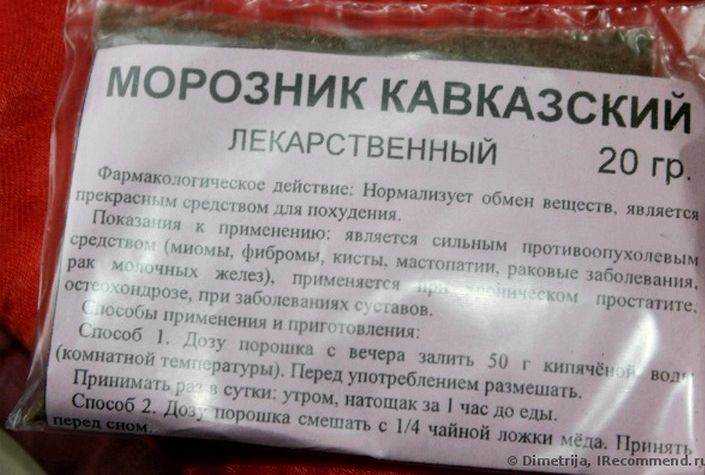 МОРОЗНИК КАВКАЗСКИЙ
ЛЕКАРСТВЕННЫЙ 20 гр.
Фармакологическое действие: Нормализует обмен веществ, является
прекрасным средством для похудения.
Показания к применению: является сильным противоопухолевым
средством (миомы, фибромы, кисты, мастопатии, раковые заболевания,
рак молочных желез), применяется при хроническом простатите,
остеохондрозе, при заболеваниях суставов.
Способы применения и приготовления:
Способ 1. Дозу порошка с вечера залить 50 г кипячёной воды
(комнатной температуры). Перед употреблением размешать.
Принимать раз в сутки: утром, натощак за 1 час до еды.
Способ 2. Дозу порошка смешать с 1/4 чайной ложки мёда. Принять
перед сном.
© Dimetrija, IRecommend.ru